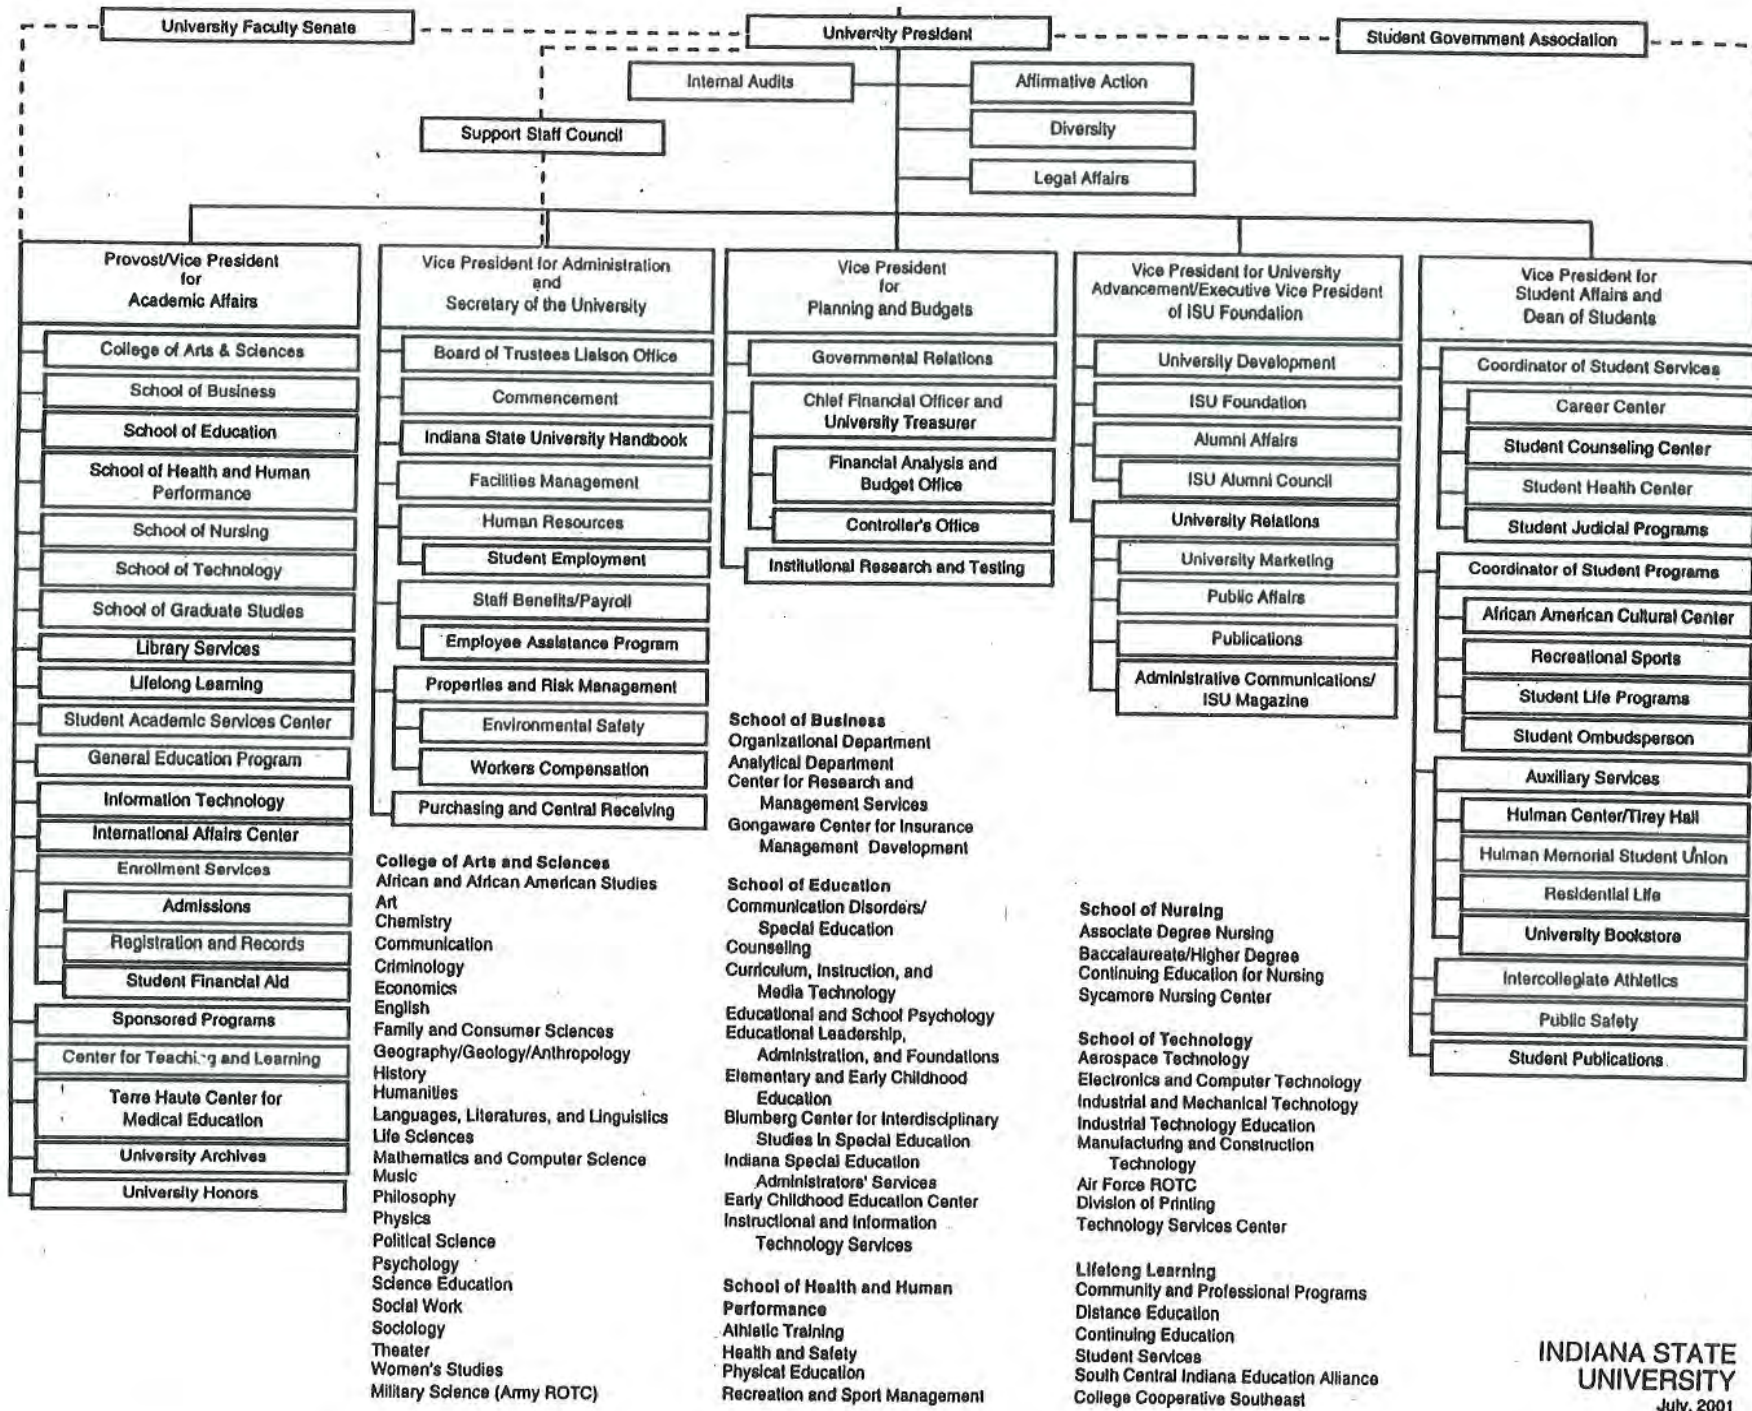 University Faculty Senate
University President
Student Government Association
Internal Audits
Affirmative Action
Support Staff Council
Diversity
Legal Affairs
Provost/Vice President
for
Academic Affairs
College of Arts & Sciences
School of Business
School of Education
School of Health and Human
Performance
School of Nursing
School of Technology
School of Graduate Studies
Library Services
Lifelong Learning
Student Academic Services Center
General Education Program
Information Technology
International Affairs Center
Enrollment Services
Admissions
Registration and Records
Student Financial Aid
Sponsored Programs
Center for Teaching and Learning
Terre Haute Center for
Medical Education
University Archives
University Honors
Vice President for Administration
and
Secretary of the University
Board of Trustees Liaison Office
Commencement
Indiana State University Handbook
Facilities Management
Human Resources
Student Employment
Staff Benefits/Payroll
Employee Assistance Program
Properties and Risk Management
Environmental Safety
Workers Compensation
Purchasing and Central Receiving
Vice President
for
Planning and Budgets
Governmental Relations
Chief Financial Officer and
University Treasurer
Financial Analysis and
Budget Office
Controller's Office
Institutional Research and Testing
Vice President for University
Advancement/Executive Vice President
of ISU Foundation
University Development
ISU Foundation
Alumni Affairs
ISU Alumni Council
University Relations
University Marketing
Public Affairs
Publications
Administrative Communications/
ISU Magazine
Vice President for
Student Affairs and
Dean of Students
Coordinator of Student Services
Career Center
Student Counseling Center
Student Health Center
Student Judicial Programs
Coordinator of Student Programs
African American Cultural Center
Recreational Sports
Student Life Programs
Student Ombudsperson
Auxiliary Services
Hulman Center/Tirey Hall
Hulman Memorial Student Union
Residential Life
University Bookstore
Intercollegiate Athletics
Public Safety
Student Publications
College of Arts and Sciences
African and African American Studies
Art
Chemistry
Communication
Criminology
Economics
English
Family and Consumer Sciences
Geography/Geology/Anthropology
History
Humanities
Languages, Literatures, and Linguistics
Life Sciences
Mathematics and Computer Science
Music
Philosophy
Physics
Political Science
Psychology
Science Education
Social Work
Sociology
Theater
Women's Studies
Military Science (Army ROTC)
School of Business
Organizational Department
Analytical Department
Center for Research and
Management Services
Gongaware Center for Insurance
Management Development
School of Education
Communication Disorders/
Special Education
Counseling
Curriculum, Instruction, and
Media Technology
Educational and School Psychology
Educational Leadership,
Administration, and Foundations
Elementary and Early Childhood
Education
Blumberg Center for Interdisciplinary
Studies in Special Education
Indiana Special Education
Administrators' Services
Early Childhood Education Center
Instructional and Information
Technology Services
School of Health and Human
Performance
Athletic Training
Health and Safety
Physical Education
Recreation and Sport Management
School of Nursing
Associate Degree Nursing
Baccalaureate/Higher Degree
Continuing Education for Nursing
Sycamore Nursing Center
School of Technology
Aerospace Technology
Electronics and Computer Technology
Industrial and Mechanical Technology
Industrial Technology Education
Manufacturing and Construction
Technology
Air Force ROTC
Division of Printing
Technology Services Center
Lifelong Learning
Community and Professional Programs
Distance Education
Continuing Education
Student Services
South Central Indiana Education Alliance
College Cooperative Southeast
INDIANA STATE
UNIVERSITY
July, 2001